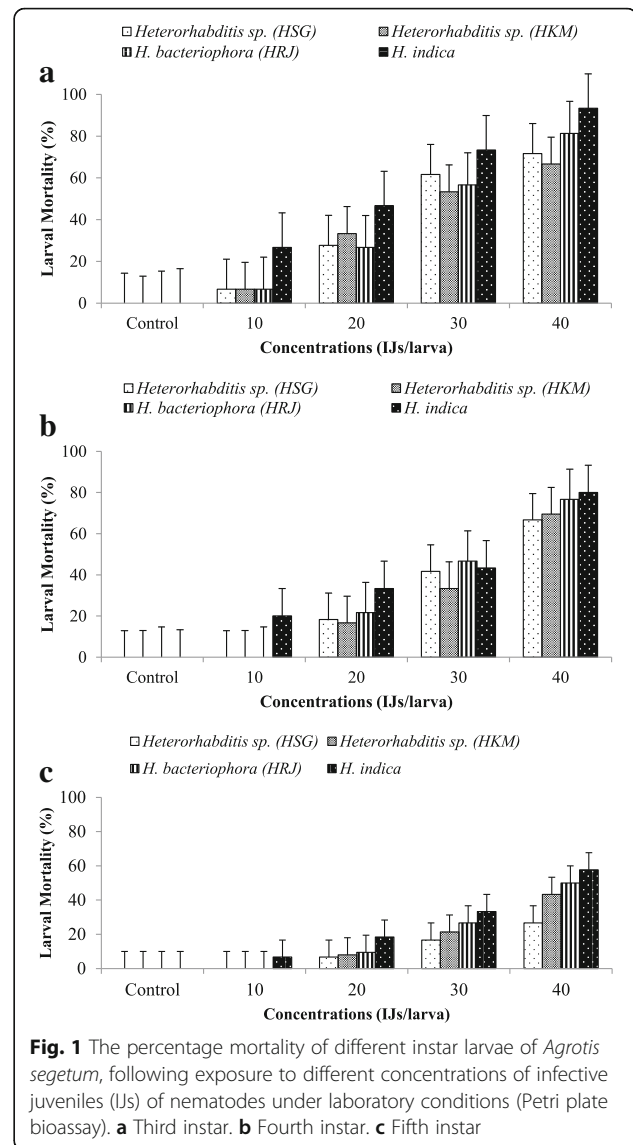 Heterorhabditis sp. (HSG) Heterorhabditis sp. (HKM)
H. bacteriophora (HRJ) H. indica
a
Larval Mortality (%)
100
80
60
40
20
0
Control 10 20 30 40
Concentrations (IJs/larva)
Heterorhabditis sp. (HSG) Heterorhabditis sp. (HKM)
H. bacteriophora (HRJ) H. indica
b
Larval Mortality (%)
100
80
60
40
20
0
Control 10 20 30 40
Concentrations (IJs/larva)
Heterorhabditis sp. (HSG) Heterorhabditis sp. (HKM)
H. bacteriophora (HRJ) H. indica
c
Larval Mortality (%)
100
80
60
40
20
0
Control 10 20 30 40
Concentrations (IJs/larva)
Fig. 1 The percentage mortality of different instar larvae of Agrotis
segetum, following exposure to different concentrations of infective
juveniles (IJs) of nematodes under laboratory conditions (Petri plate
bioassay). a Third instar. b Fourth instar. c Fifth instar